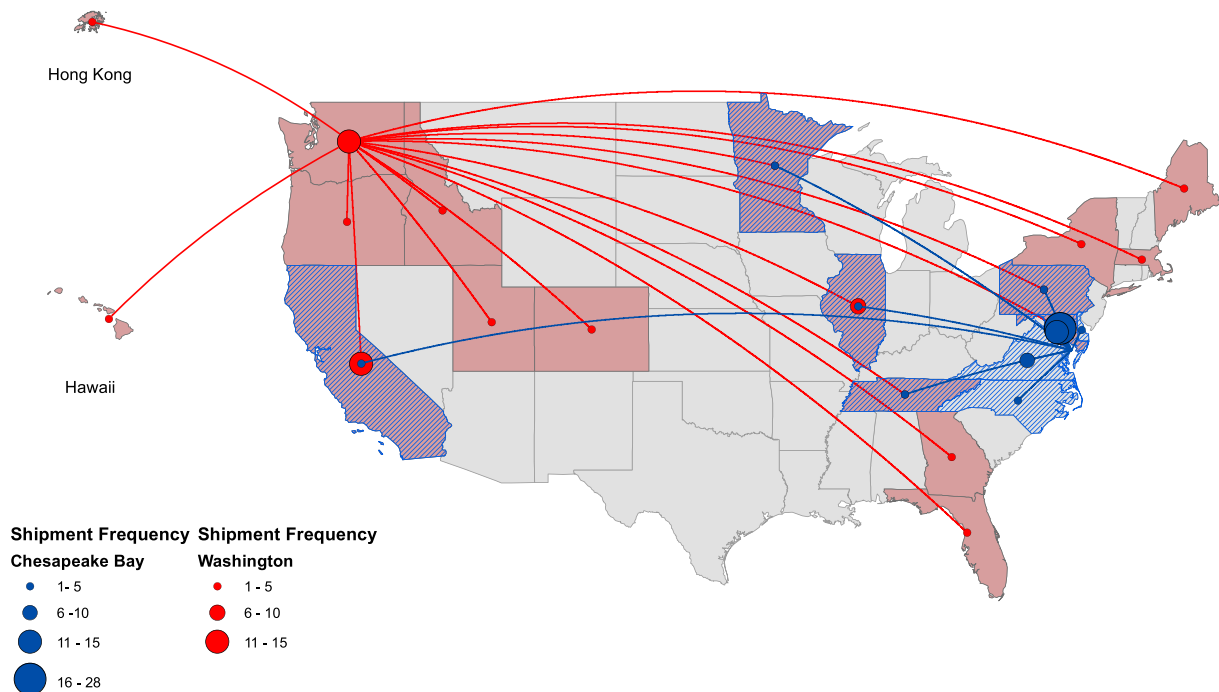 Hong Kong
Hawaii
Shipment Frequency Shipment Frequency
Chesapeake Bay Washington
1- 5 1- 5
6 -10 6 -10
11 - 15 11 - 15
16 - 28